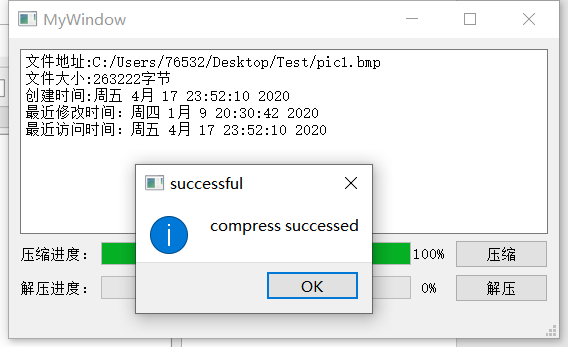 MyWindow
文件地址:C:/Users/76532/Desktop/Test/pic1.bmp
文件大小:263222字节
创建时间:周五 4月 17 23:52:10 2020
最近修改时间：周四 1月 9 20:30:42 2020
最近访问时间：周五 4月 17 23:52:10 2020
successful
compress successed
OK
压缩进度： 100% 压缩
解压进度： 0% 解压